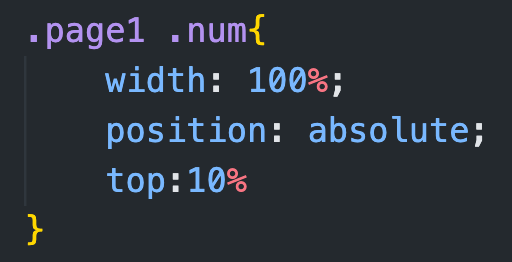 .page1 .num{
width: 100%;
position: absolute;
top:10%
}